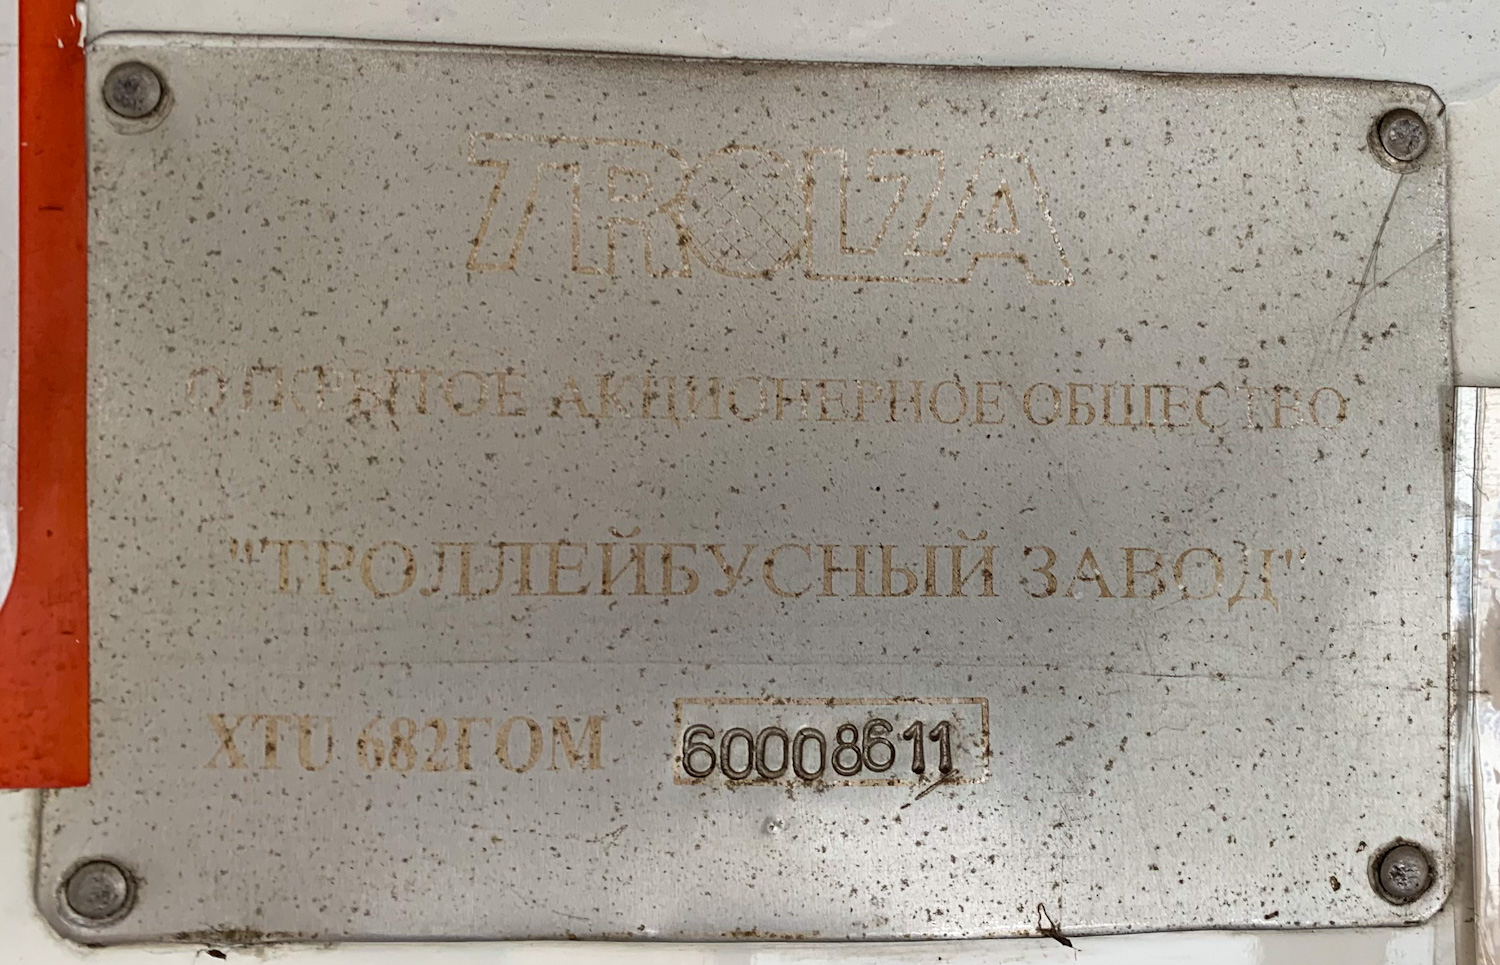 TROLZA
ОТКРЫТОЕ АКЦИОНЕРНОЕ ОБЩЕСТВО
"ТРОЛЛЕЙБУСНЫЙ ЗАВОД"
XTU 682ГОМ 60008611